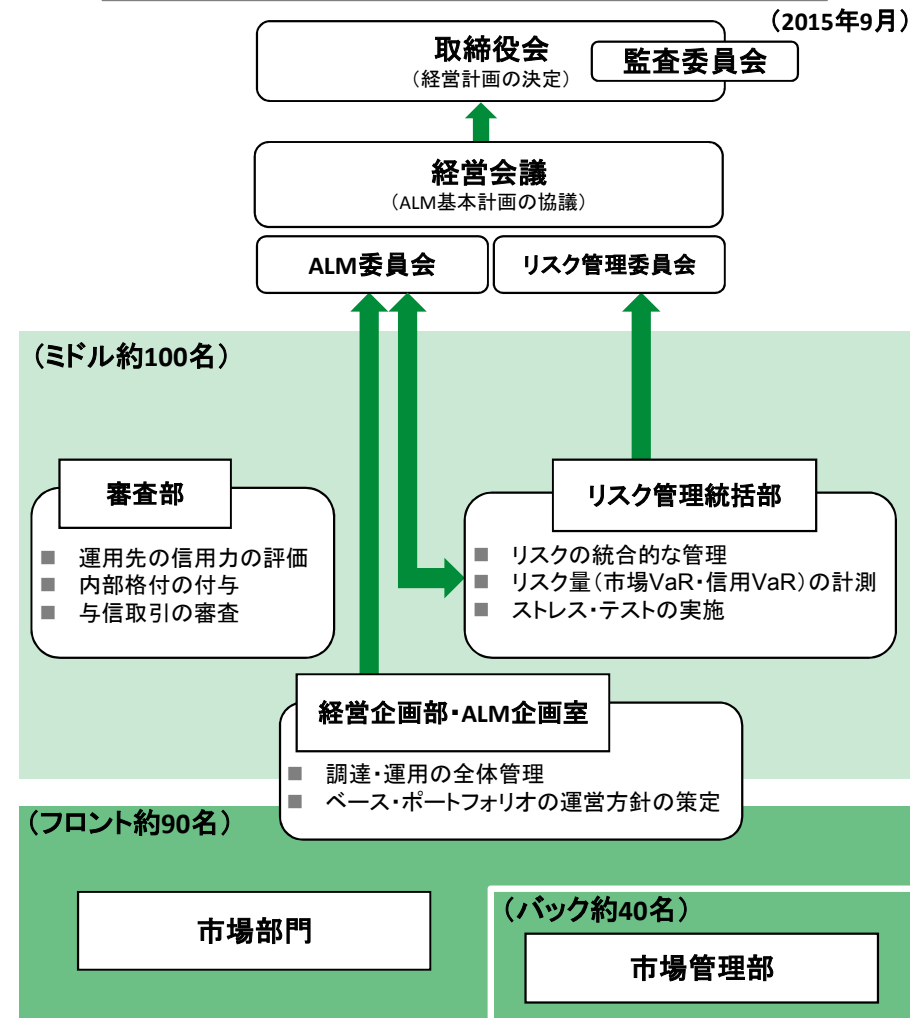 （2015年9月）
取締役会
（経営計画の決定）
監査委員会
経営会議
（ALM基本計画の協議）
ALM委員会
リスク管理委員会
（ミドル約100名）
審査部
■ 運用先の信用力の評価
■ 内部格付の付与
■ 与信取引の審査
リスク管理統括部
■ リスクの統合的な管理
■ リスク量（市場VaR・信用VaR）の計測
■ ストレス・テストの実施
経営企画部・ALM企画室
■ 調達・運用の全体管理
■ ベース・ポートフォリオの運営方針の策定
（フロント約90名）
市場部門
（バック約40名）
市場管理部